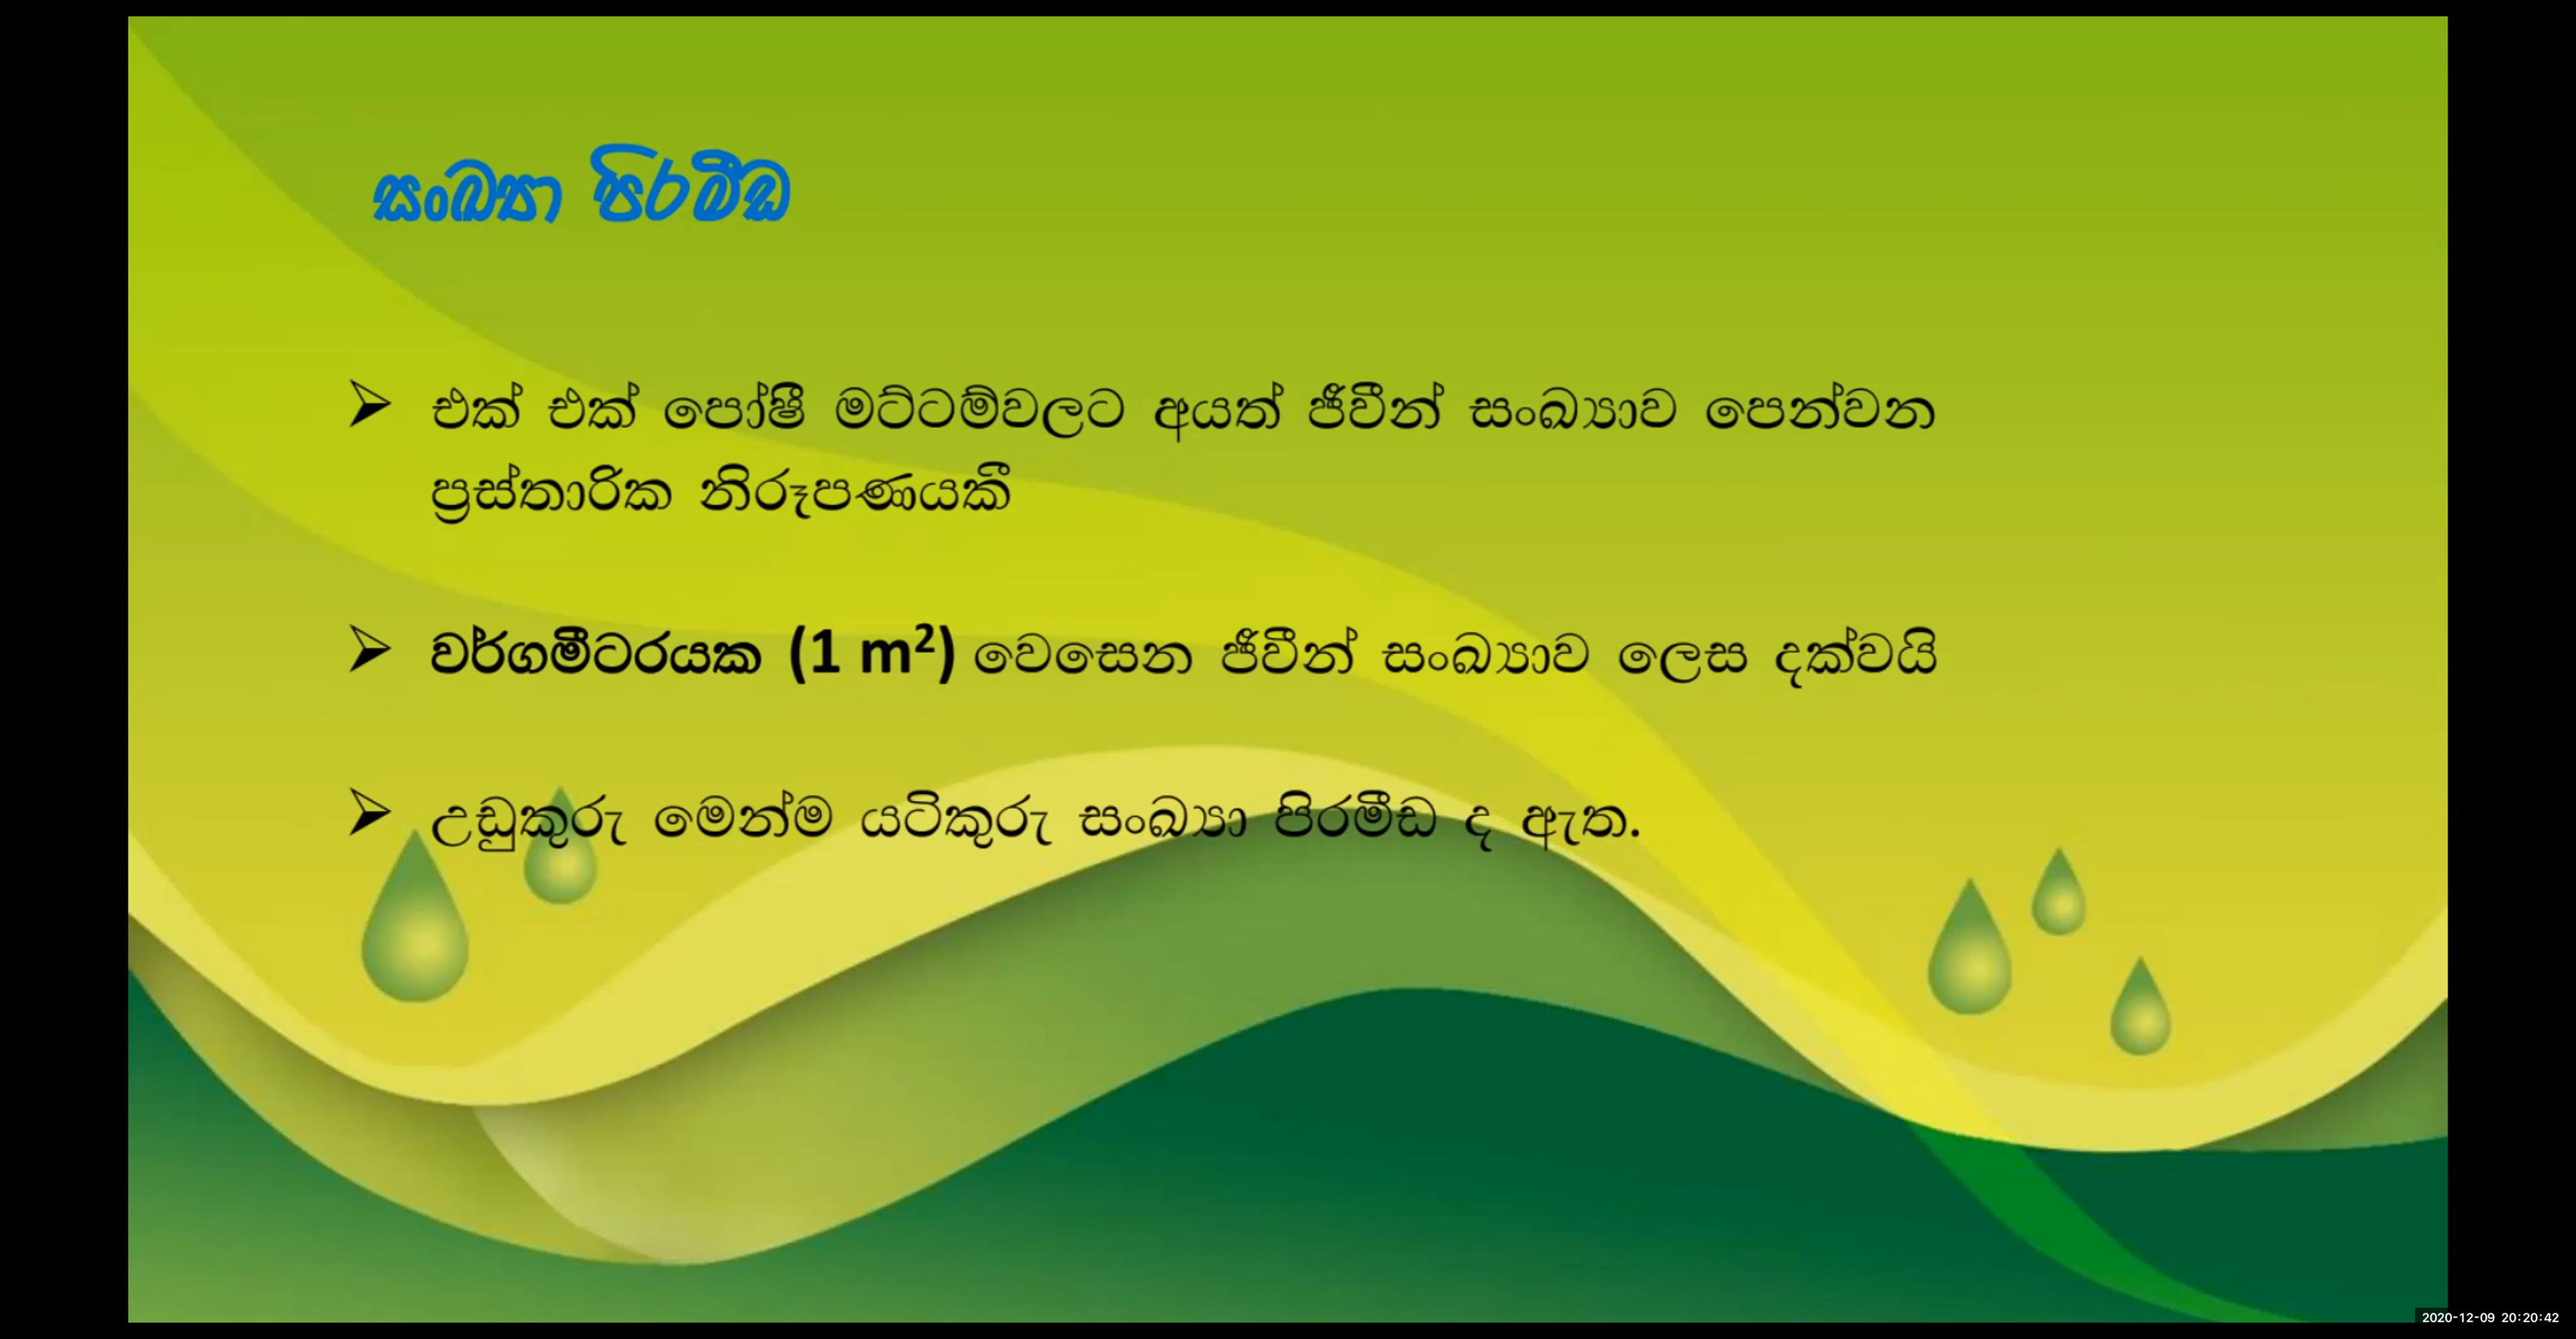 සංඛ්‍යා පිරමීඩ
➢ එක් එක් පෝෂී මට්ටම්වලට අයත් ජීවීන් සංඛ්‍යාව පෙන්වන
ප්‍රස්තාරික නිරූපණයකි
➢ වර්ගමීටරයක (1 m²) වෙසෙන ජීවීන් සංඛ්‍යාව ලෙස දක්වයි
➢ උඩුකුරු මෙන්ම යටිකුරු සංඛ්‍යා පිරමීඩ ද ඇත.
2020-12-09 20:20:42